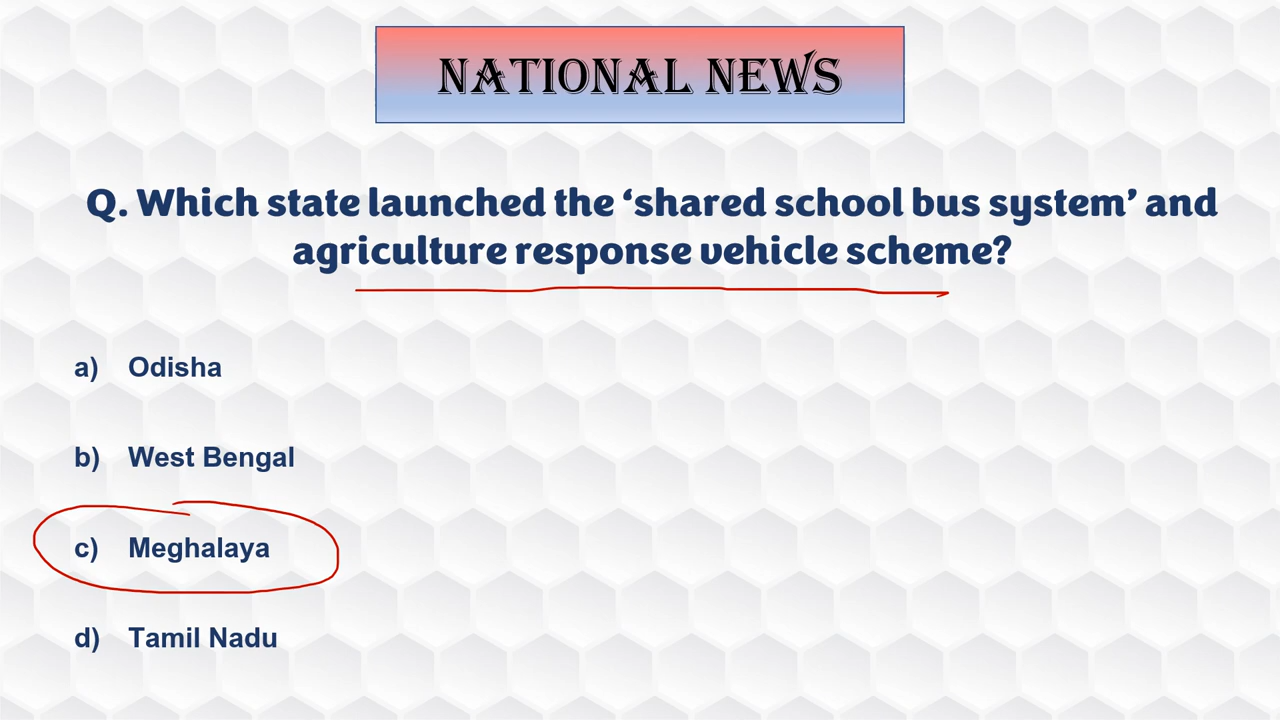 NATIONAL NEWS
Q. Which state launched the ‘shared school bus system’ and
agriculture response vehicle scheme?
a) Odisha
b) West Bengal
c) Meghalaya
d) Tamil Nadu